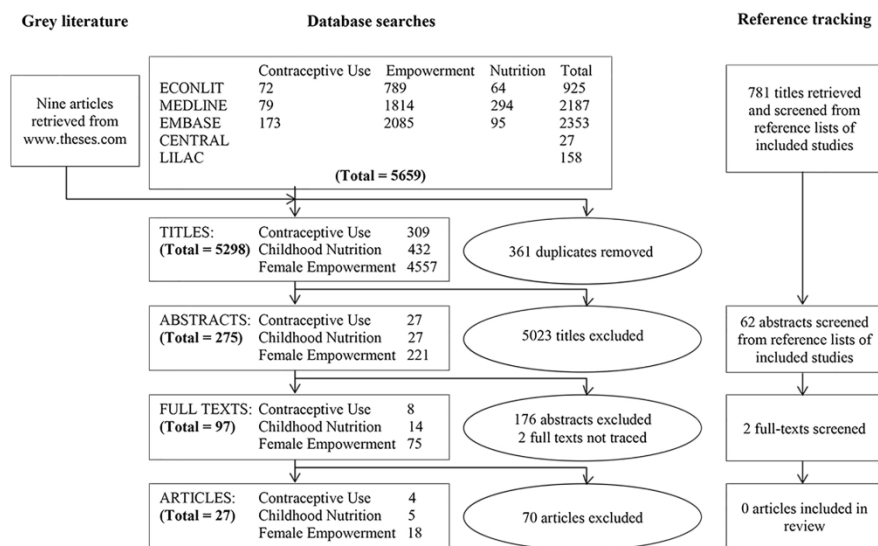 Grey literature
Database searches
Reference tracking
Nine articles
retrieved from
www.theses.com
Contraceptive Use Empowerment Nutrition Total
ECONLIT 72 789 64 925
MEDLINE 79 1814 294 2187
EMBASE 173 2085 95 2353
CENTRAL 27
LILAC 158
(Total = 5659)
781 titles retrieved
and screened from
reference lists of
included studies
TITLES: Contraceptive Use 309
(Total = 5298) Childhood Nutrition 432
Female Empowerment 4557
361 duplicates removed
ABSTRACTS: Contraceptive Use 27
(Total = 275) Childhood Nutrition 27
Female Empowerment 221
5023 titles excluded
62 abstracts screened
from reference lists of
included studies
FULL TEXTS: Contraceptive Use 8
(Total = 97) Childhood Nutrition 14
Female Empowerment 75
176 abstracts excluded
2 full texts not traced
2 full-texts screened
ARTICLES: Contraceptive Use 4
(Total = 27) Childhood Nutrition 5
Female Empowerment 18
70 articles excluded
0 articles included in
review